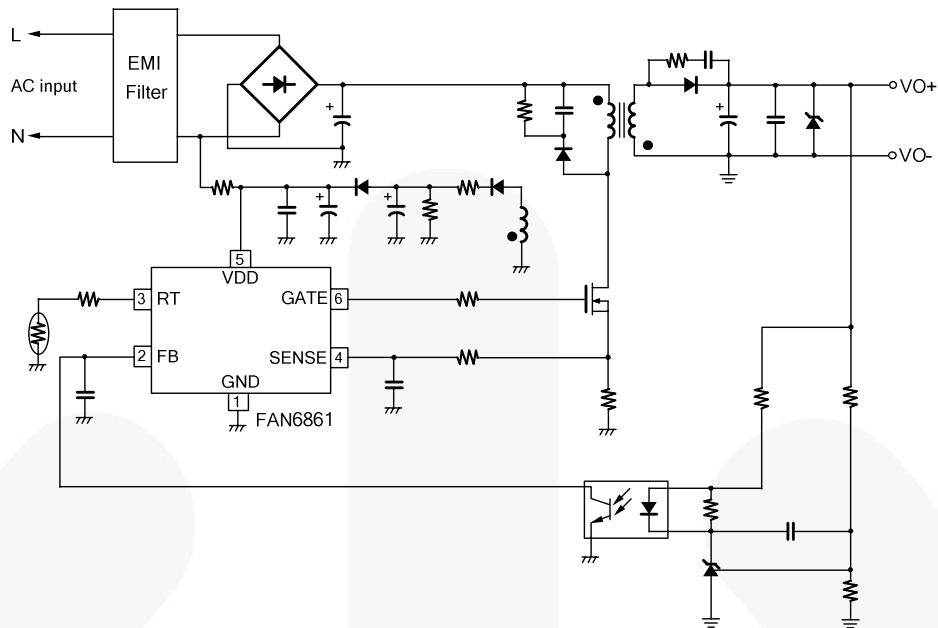 L
AC input
N
EMI
Filter
+
+
VO+
VO-
+
+
5
VDD
3 RT
GATE 6
2 FB
SENSE 4
GND
1
FAN6861